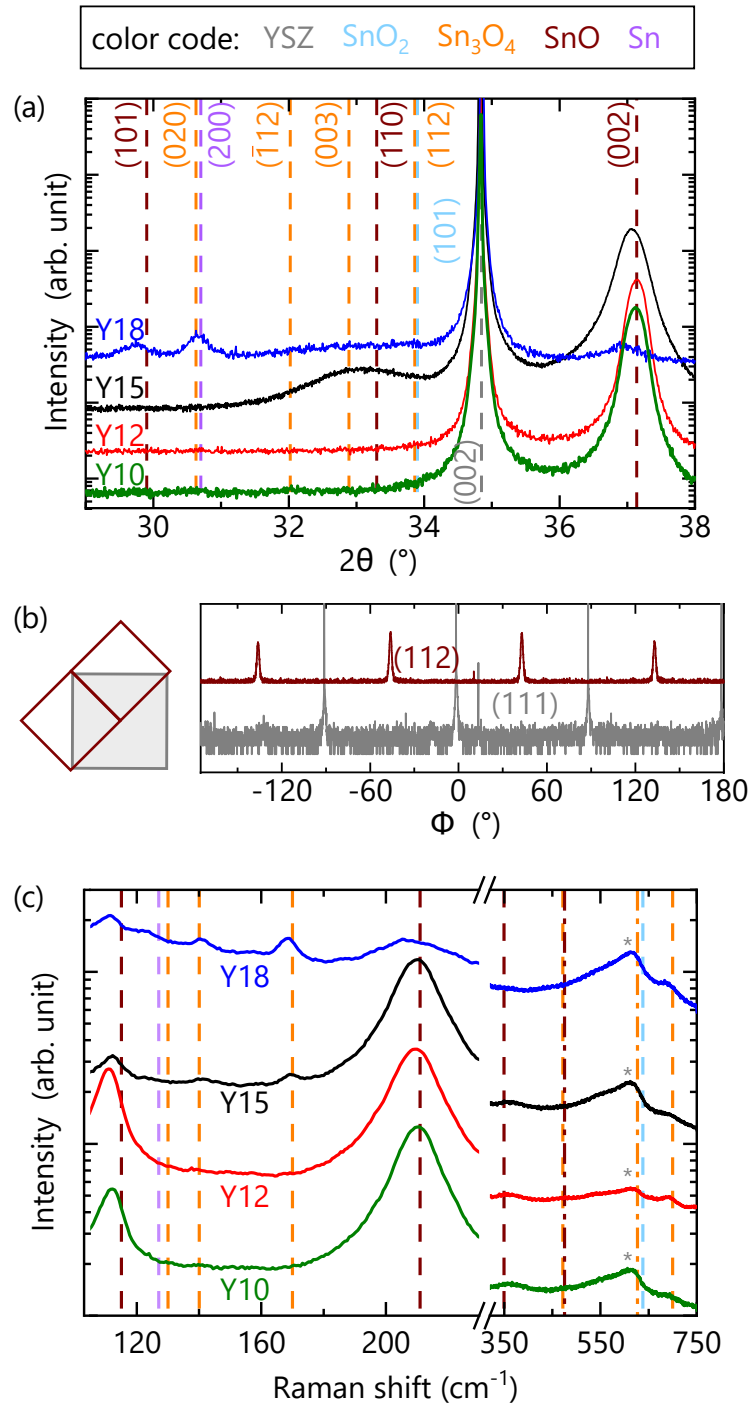 color code: YSZ SnO₂ Sn₃O₄ SnO Sn
(a)
(101) (020) (200) (1̄12) (003) (110) (112) (002)
(101)
Y18
Y15
Y12
Y10
(002)
Intensity (arb. unit)
30 32 34 36 38
2θ (°)
(b)
(112)
(111)
-120 -60 0 60 120 180
Φ (°)
(c)
*
Y18
*
Y15
*
Y12
*
Y10
Intensity (arb. unit)
120 160 200 350 550 750
Raman shift (cm⁻¹)